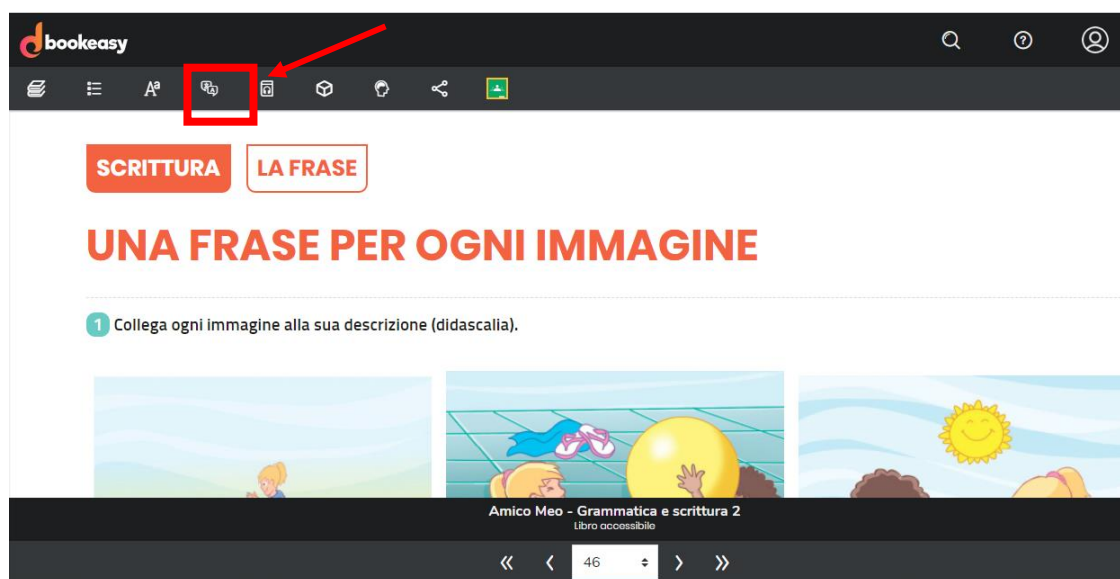 bookeasy
SCRITTURA
LA FRASE
UNA FRASE PER OGNI IMMAGINE
1 Collega ogni immagine alla sua descrizione (didascalia).
Amico Meo - Grammatica e scrittura 2
Libro accessibile
46